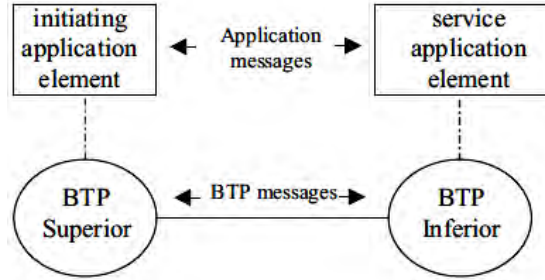 initiating
application
element
Application
messages
service
application
element
BTP
Superior
BTP messages
BTP
Inferior